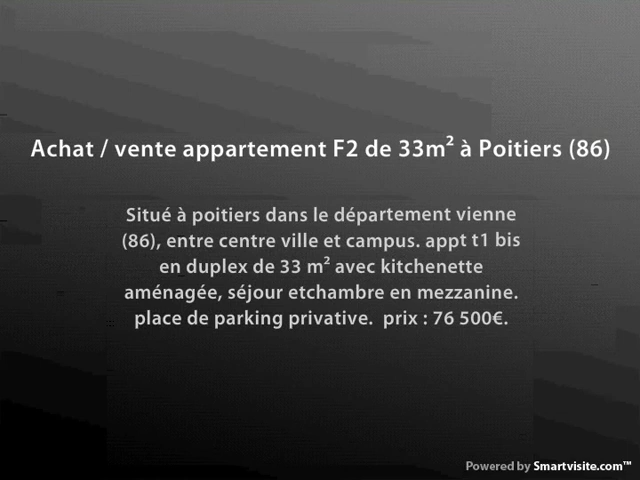 Achat / vente appartement F2 de 33m² à Poitiers (86)
Situé à poitiers dans le département vienne
(86), entre centre ville et campus. appt t1 bis
en duplex de 33 m² avec kitchenette
aménagée, séjour etchambre en mezzanine.
place de parking privative. prix : 76 500€.
Powered by Smartvisite.com™